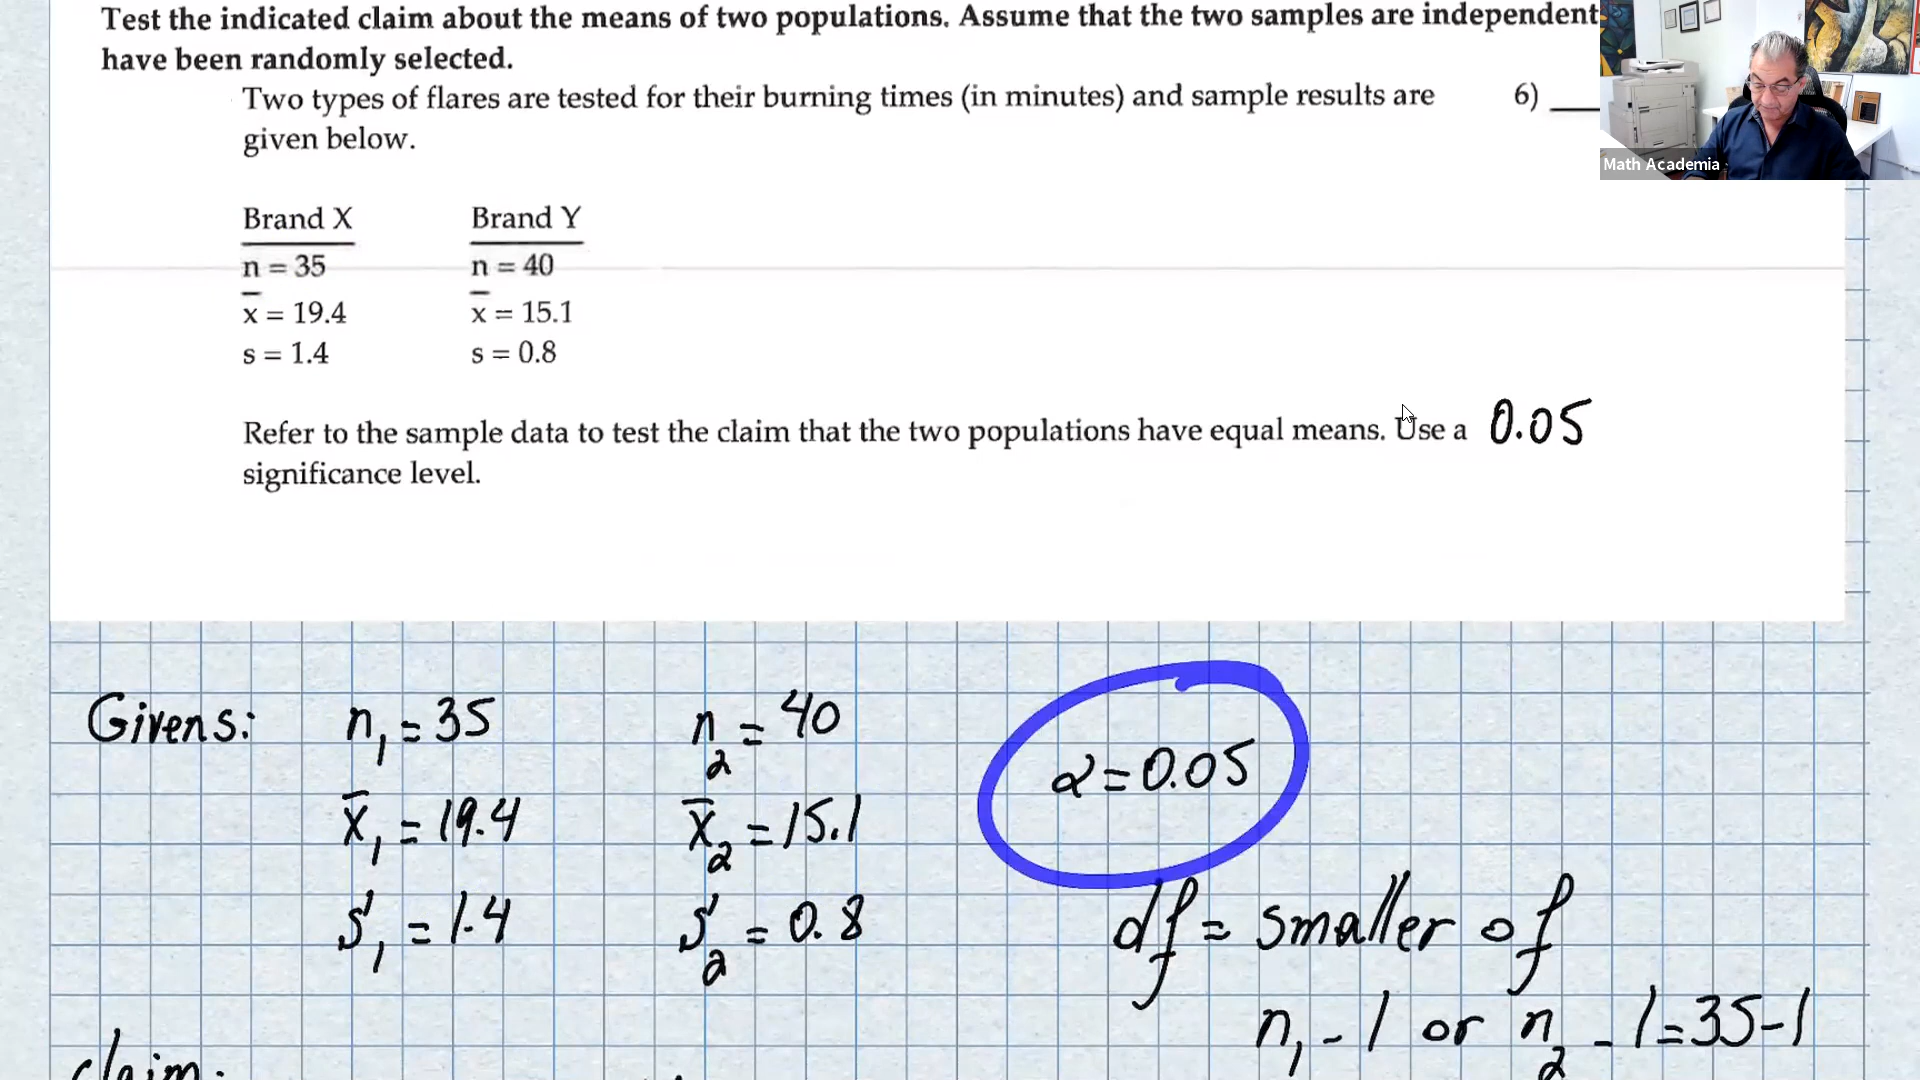 Test the indicated claim about the means of two populations. Assume that the two samples are independent
have been randomly selected.
Two types of flares are tested for their burning times (in minutes) and sample results are
given below.
6)
Math Academia
Brand X Brand Y
n = 35 n = 40
x̄ = 19.4 x̄ = 15.1
s = 1.4 s = 0.8
Refer to the sample data to test the claim that the two populations have equal means. Use a 0.05
significance level.
Givens: n₁ = 35 n₂ = 40
α = 0.05
x̄₁ = 19.4 x̄₂ = 15.1
s₁ = 1.4 s₂ = 0.8
df = smaller of
n₁ - 1 or n₂ - 1 = 35 - 1
claim: